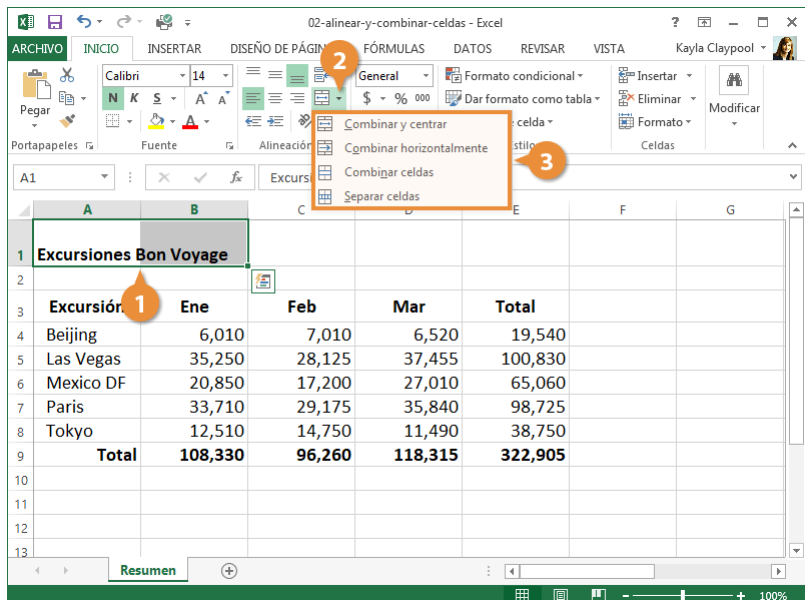 02-alinear-y-combinar-celdas - Excel
ARCHIVO INICIO INSERTAR DISEÑO DE PÁGIN FÓRMULAS DATOS REVISAR VISTA Kayla Claypool
2
Pegar
Calibri 14
N K S A A
A
General
$ % 000
Formato condicional
Dar formato como tabla
celda
Insertar
Eliminar
Formato
Modificar
Portapapeles Fuente Alineación Celdas
Combinar y centrar
Combinar horizontalmente
Combinar celdas
Separar celdas
3
A1 fx Excursi
A B C D E F G
1 Excursiones Bon Voyage
2
1
3 Excursión Ene Feb Mar Total
4 Beijing 6,010 7,010 6,520 19,540
5 Las Vegas 35,250 28,125 37,455 100,830
6 Mexico DF 20,850 17,200 27,010 65,060
7 Paris 33,710 29,175 35,840 98,725
8 Tokyo 12,510 14,750 11,490 38,750
9 Total 108,330 96,260 118,315 322,905
10
11
12
13
Resumen
100%